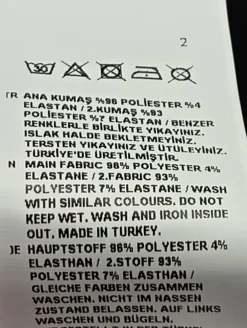 2
30
TR ANA KUMAŞ %96 POLİESTER %4
ELASTAN / 2.KUMAŞ %93
POLİESTER %7 ELASTAN / BENZER
RENKLERLE BİRLİKTE YIKAYINIZ.
ISLAK HALDE BEKLETMEYİNİZ.
TERSTEN YIKAYINIZ VE ÜTÜLEYİNİZ.
TÜRKİYE'DE ÜRETİLMİŞTİR.
N MAIN FABRIC 96% POLYESTER 4%
ELASTANE / 2.FABRIC 93%
POLYESTER 7% ELASTANE / WASH
WITH SIMILAR COLOURS. DO NOT
KEEP WET. WASH AND IRON INSIDE
OUT. MADE IN TURKEY.
DE HAUPTSTOFF 96% POLYESTER 4%
ELASTHAN / 2.STOFF 93%
POLYESTER 7% ELASTHAN /
GLEICHE FARBEN ZUSAMMEN
WASCHEN. NICHT IM NASSEN
ZUSTAND BELASSEN. AUF LINKS
WASCHEN UND BÜGELN.